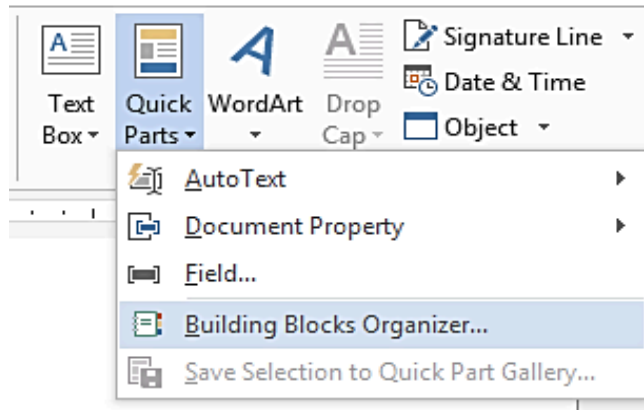 Text Box
Quick Parts
WordArt
Drop Cap
Signature Line
Date & Time
Object
AutoText
Document Property
Field...
Building Blocks Organizer...
Save Selection to Quick Part Gallery...